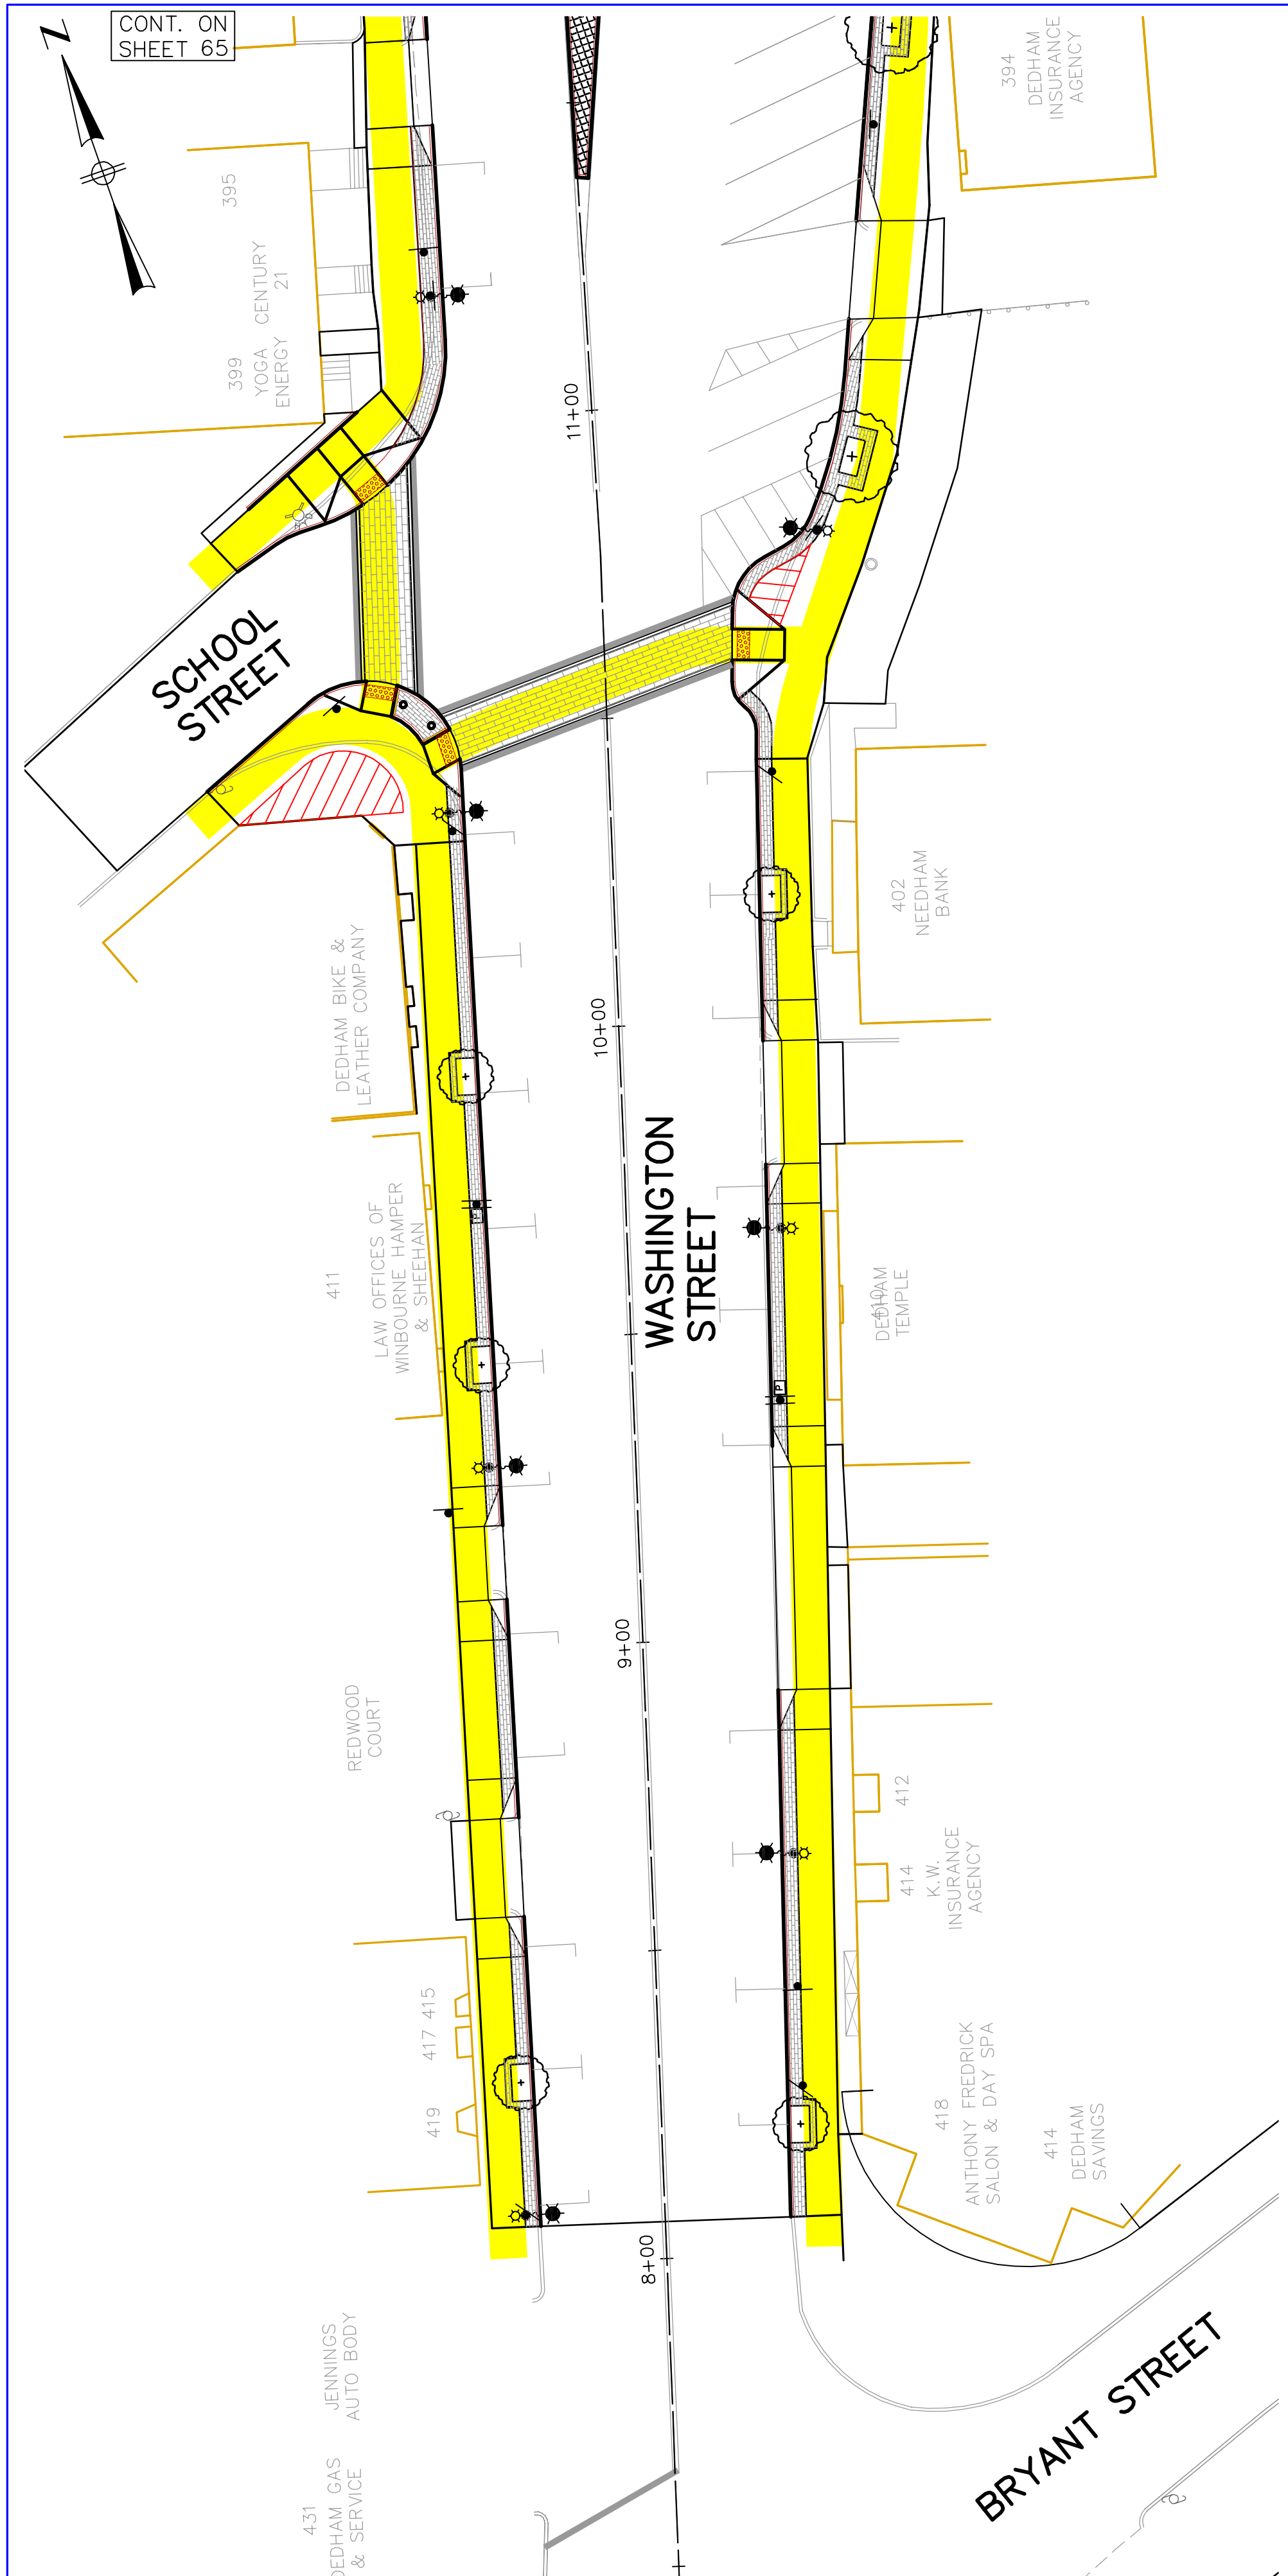 CONT. ON
SHEET 65
N
394
DEDHAM
INSURANCE
AGENCY
395
CENTURY
21
399
YOGA
ENERGY
11+00
SCHOOL
STREET
402
NEEDHAM
BANK
DEDHAM BIKE &
LEATHER COMPANY
10+00
WASHINGTON
STREET
411
LAW OFFICES OF
WINBOURNE HAMPER
& SHEEHAN
P
410
DEDHAM
TEMPLE
P
9+00
REDWOOD
COURT
412
414
K.W.
INSURANCE
AGENCY
417 415
419
418
ANTHONY FREDRICK
SALON & DAY SPA
414
DEDHAM
SAVINGS
8+00
JENNINGS
AUTO BODY
BRYANT STREET
431
DEDHAM GAS
& SERVICE